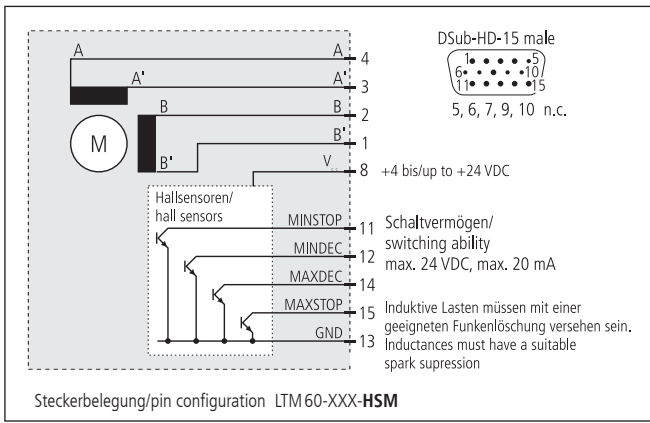 DSub-HD-15 male
1 5
6 10
11 15
5, 6, 7, 9, 10 n.c.
A A 4
A' A' 3
B B 2
B' 1
M
B'
V 8 +4 bis/up to +24 VDC
Hallsensoren/
hall sensors
MINSTOP 11
MINDEC 12
MAXDEC 14
MAXSTOP 15
GND 13
Schaltvermögen/
switching ability
max. 24 VDC, max. 20 mA
Induktive Lasten müssen mit einer
geeigneten Funkenlöschung versehen sein.
Inductances must have a suitable
spark supression
Steckerbelegung/pin configuration LTM60-XXX-HSM